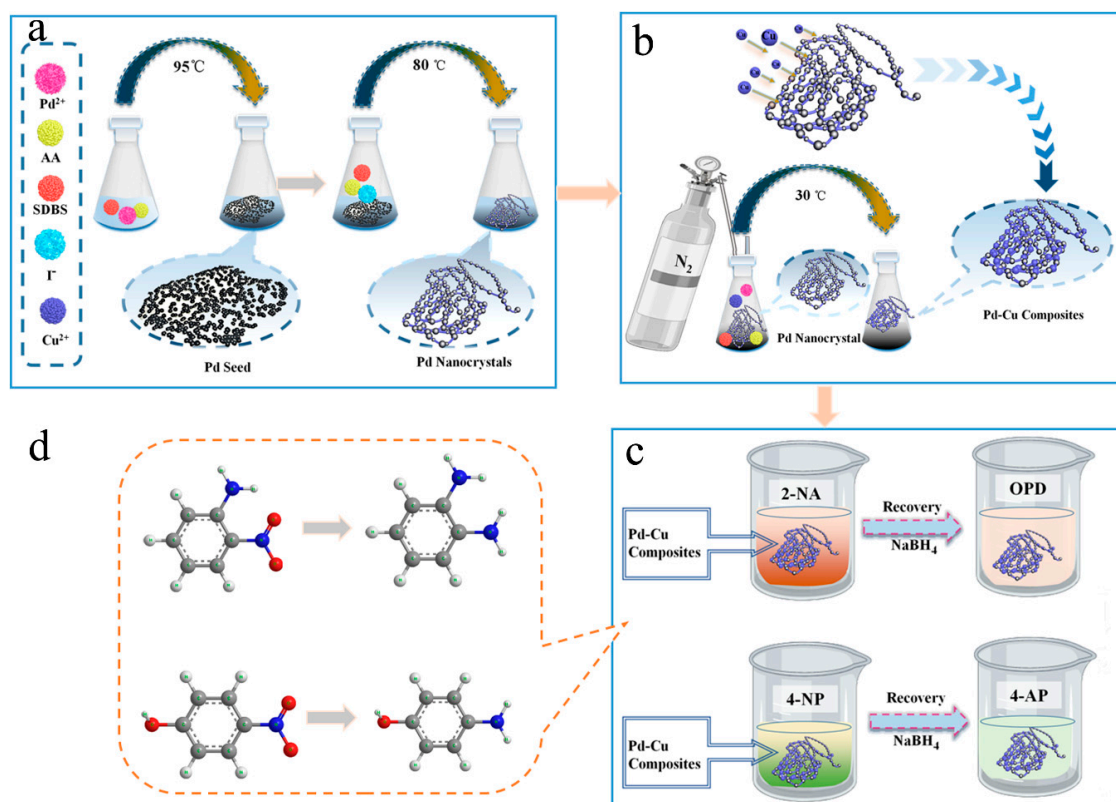 a
95℃
80℃
Pd2+
AA
SDBS
I-
Cu2+
Pd Seed
Pd Nanocrystals
b
Cu
30℃
N2
Pd Nanocrystal
Pd-Cu Composites
c
2-NA
OPD
Pd-Cu
Composites
Recovery
NaBH4
4-NP
4-AP
Pd-Cu
Composites
Recovery
NaBH4
d